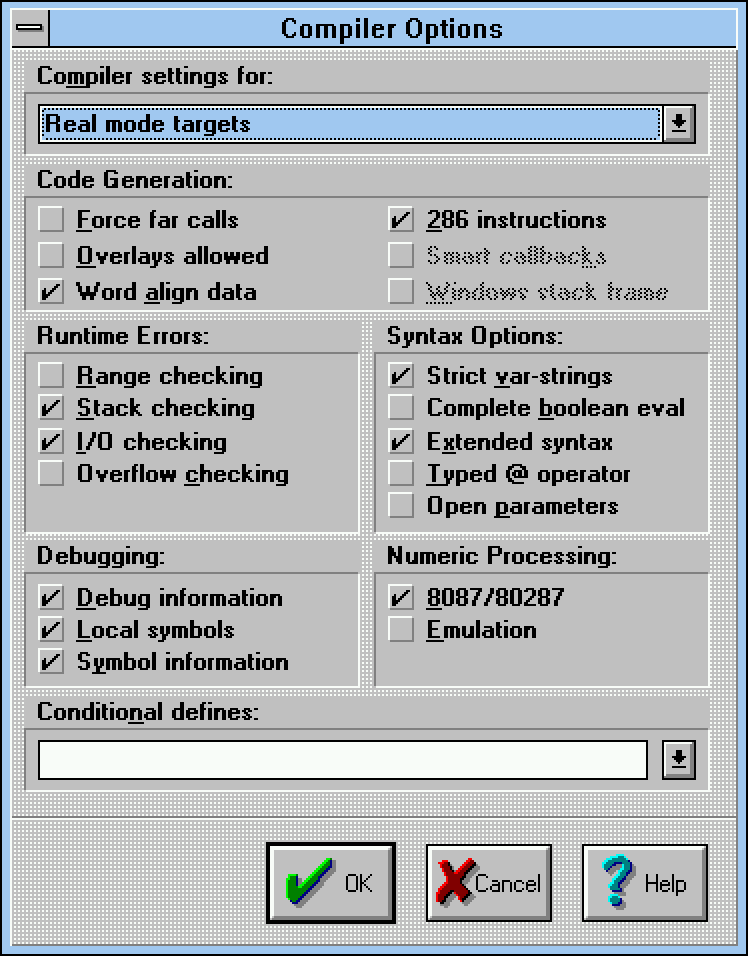 Compiler Options
Compiler settings for:
Real mode targets
Code Generation:
Force far calls
286 instructions
Overlays allowed
Smart callbacks
Word align data
Windows stack frame
Runtime Errors:
Range checking
Stack checking
I/O checking
Overflow checking
Syntax Options:
Strict var-strings
Complete boolean eval
Extended syntax
Typed @ operator
Open parameters
Debugging:
Debug information
Local symbols
Symbol information
Numeric Processing:
8087/80287
Emulation
Conditional defines:
OK
Cancel
Help